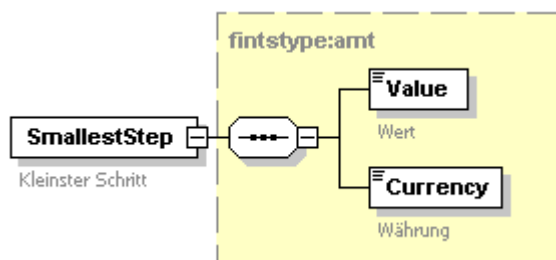 fintstype:amt
Value
Wert
SmallestStep
Kleinster Schritt
Currency
Währung